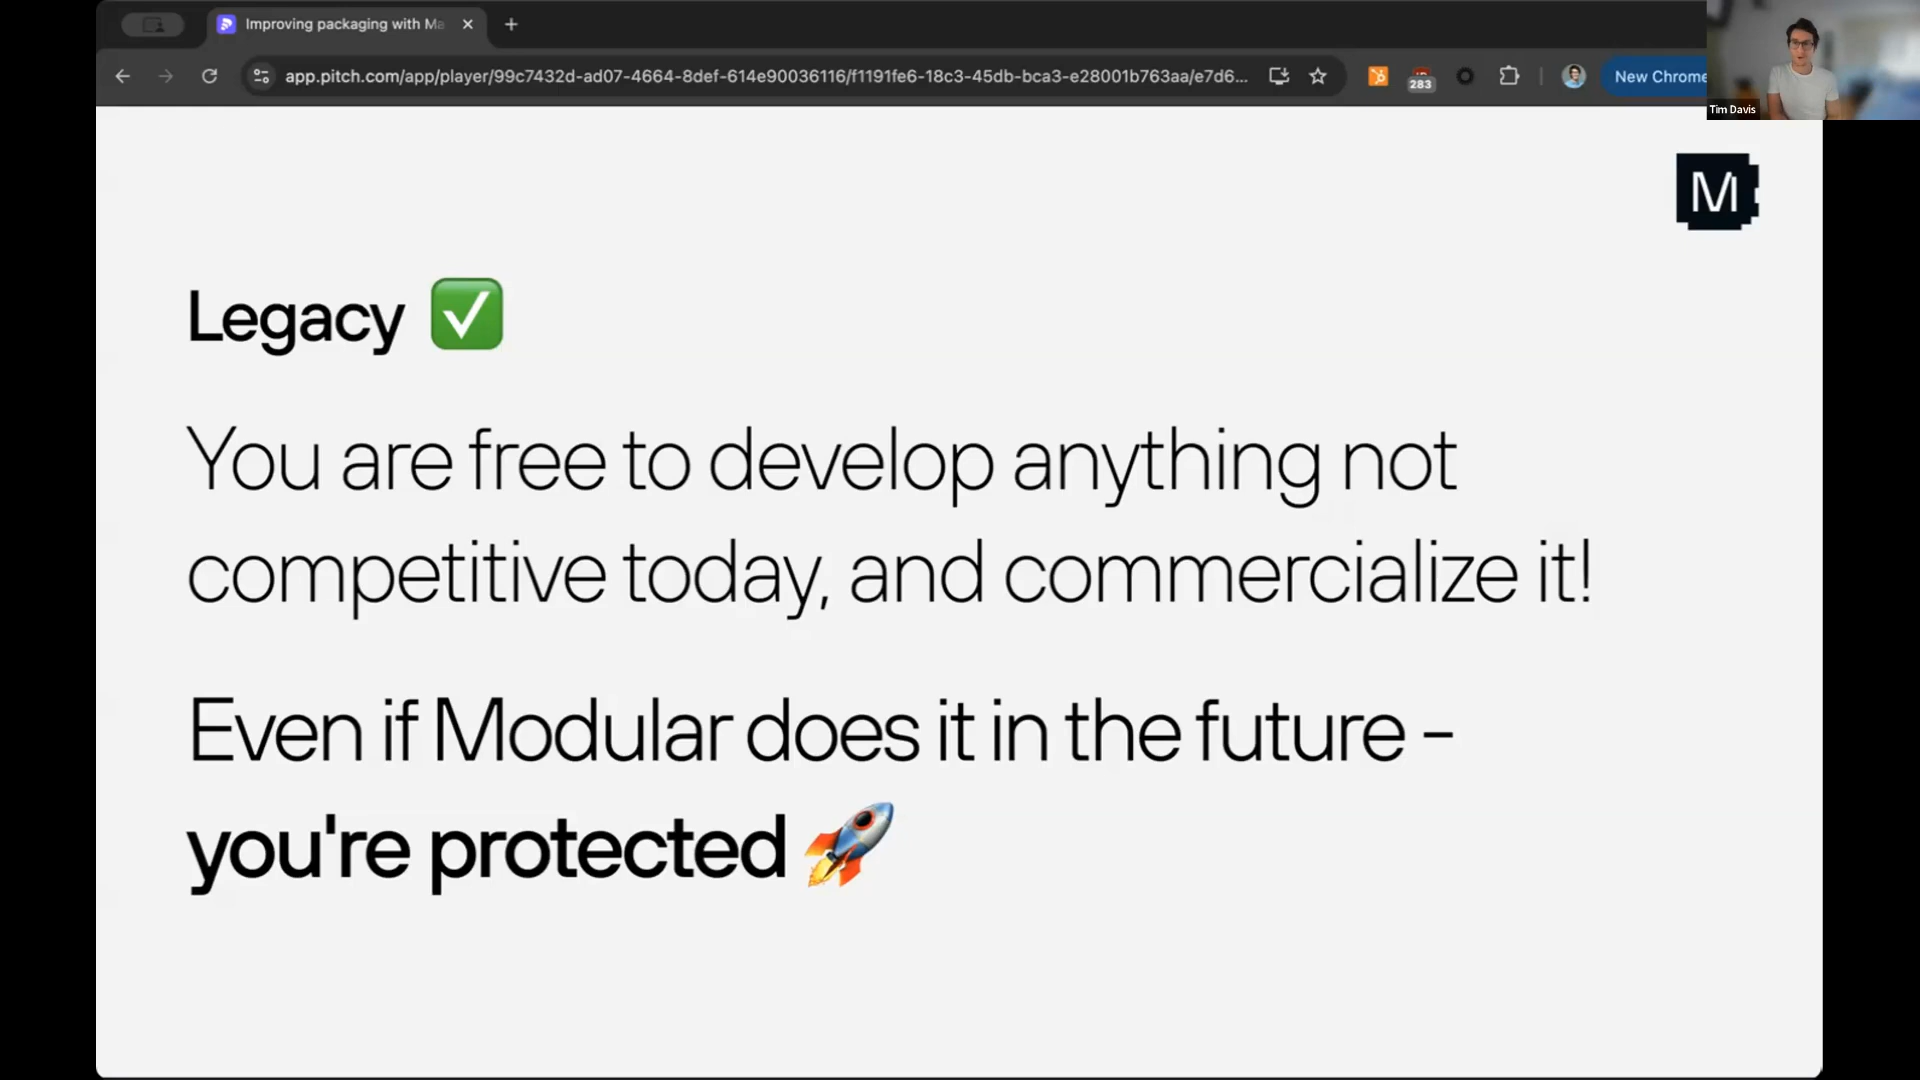 Improving packaging with Ma
app.pitch.com/app/player/99c7432d-ad07-4664-8def-614e90036116/f1191fe6-18c3-45db-bca3-e28001b763aa/e7d6...
283
New Chrome
Tim Davis
M
Legacy ✅
You are free to develop anything not
competitive today, and commercialize it!
Even if Modular does it in the future -
you're protected 🚀